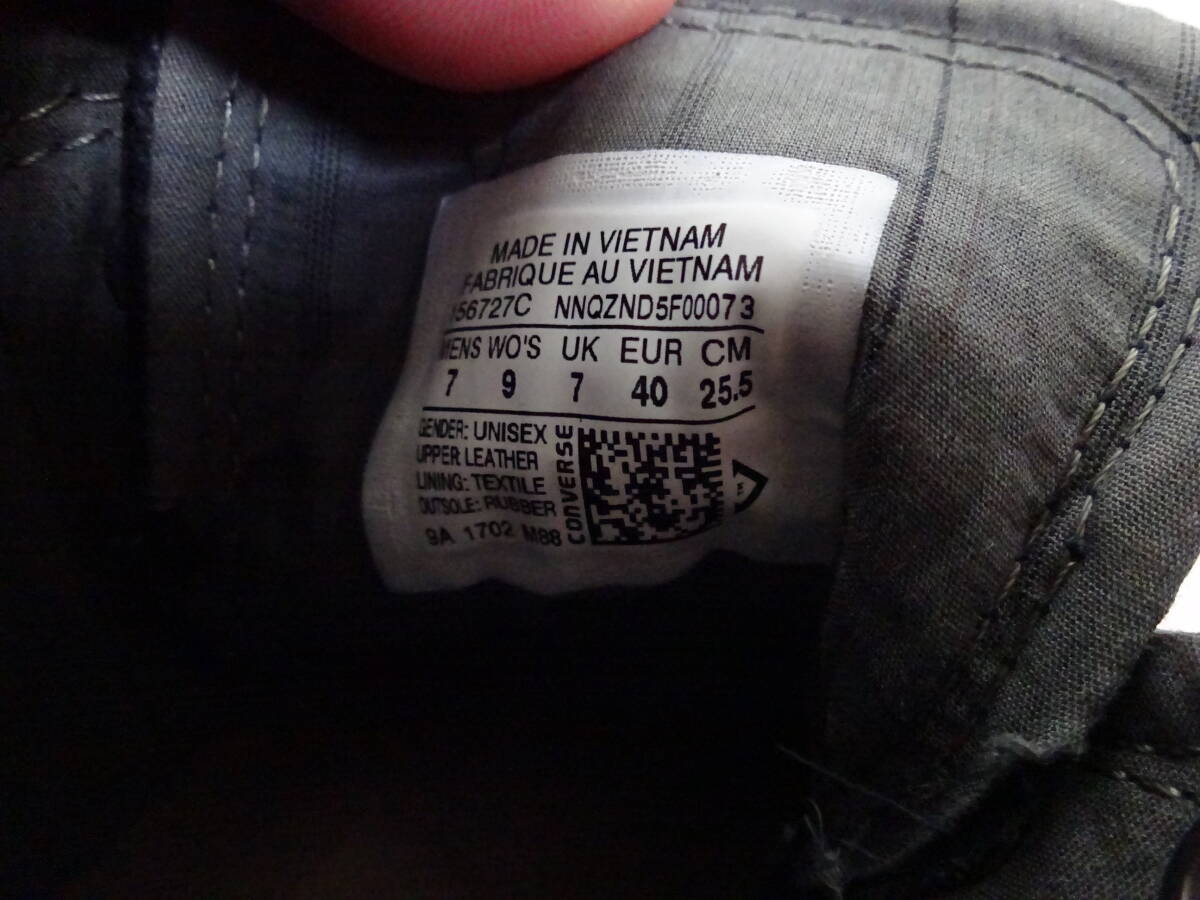 MADE IN VIETNAM
FABRIQUE AU VIETNAM
156727C NNQZND5F00073
MENS WO'S UK EUR CM
7 9 7 40 25.5
GENDER: UNISEX
UPPER: LEATHER
LINING: TEXTILE
OUTSOLE: RUBBER
9A 1702 M88
CONVERSE